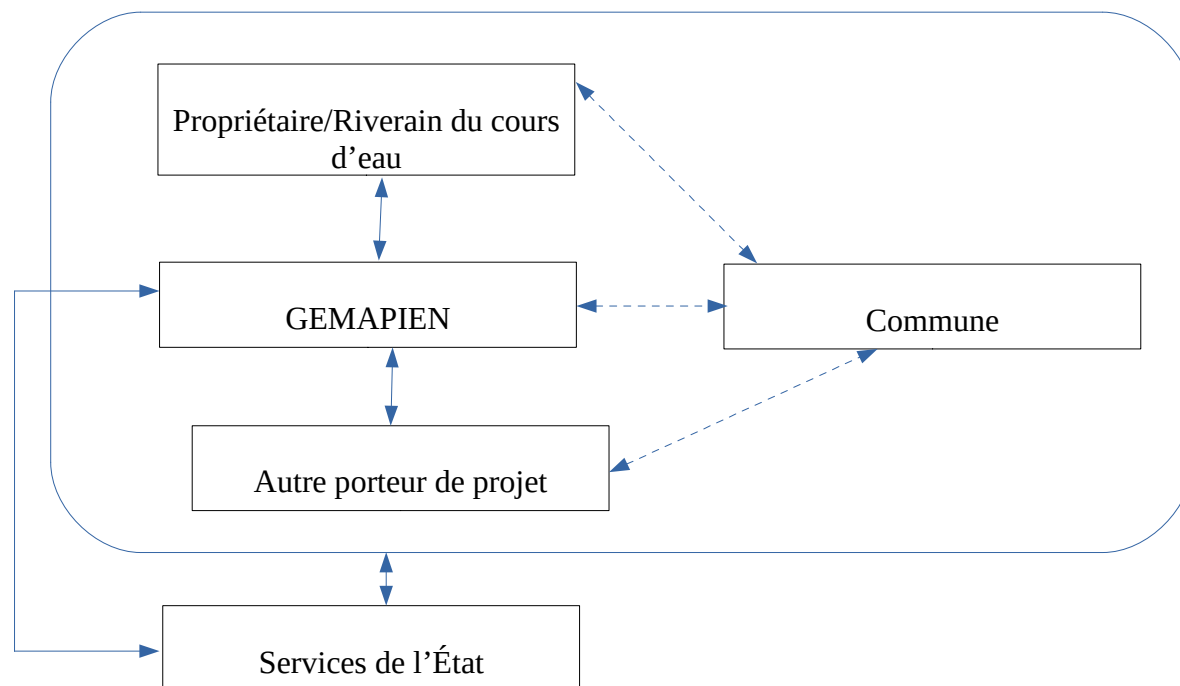 Propriétaire/Riverain du cours
d’eau
GEMAPIEN
Commune
Autre porteur de projet
Services de l’État